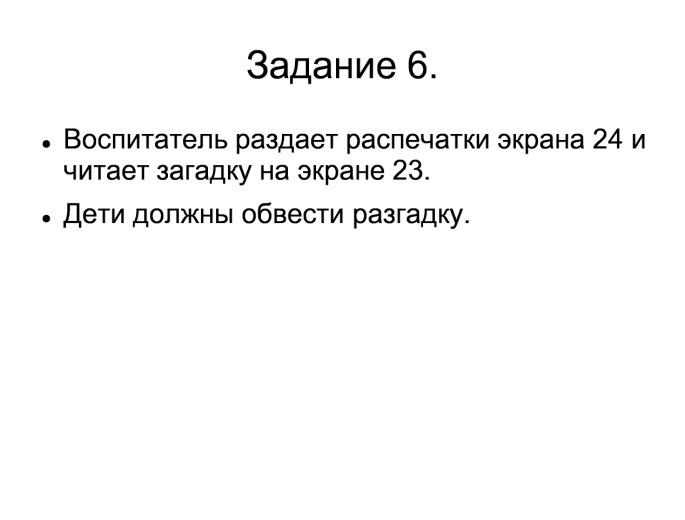 Задание 6.
● Воспитатель раздает распечатки экрана 24 и
читает загадку на экране 23.
● Дети должны обвести разгадку.